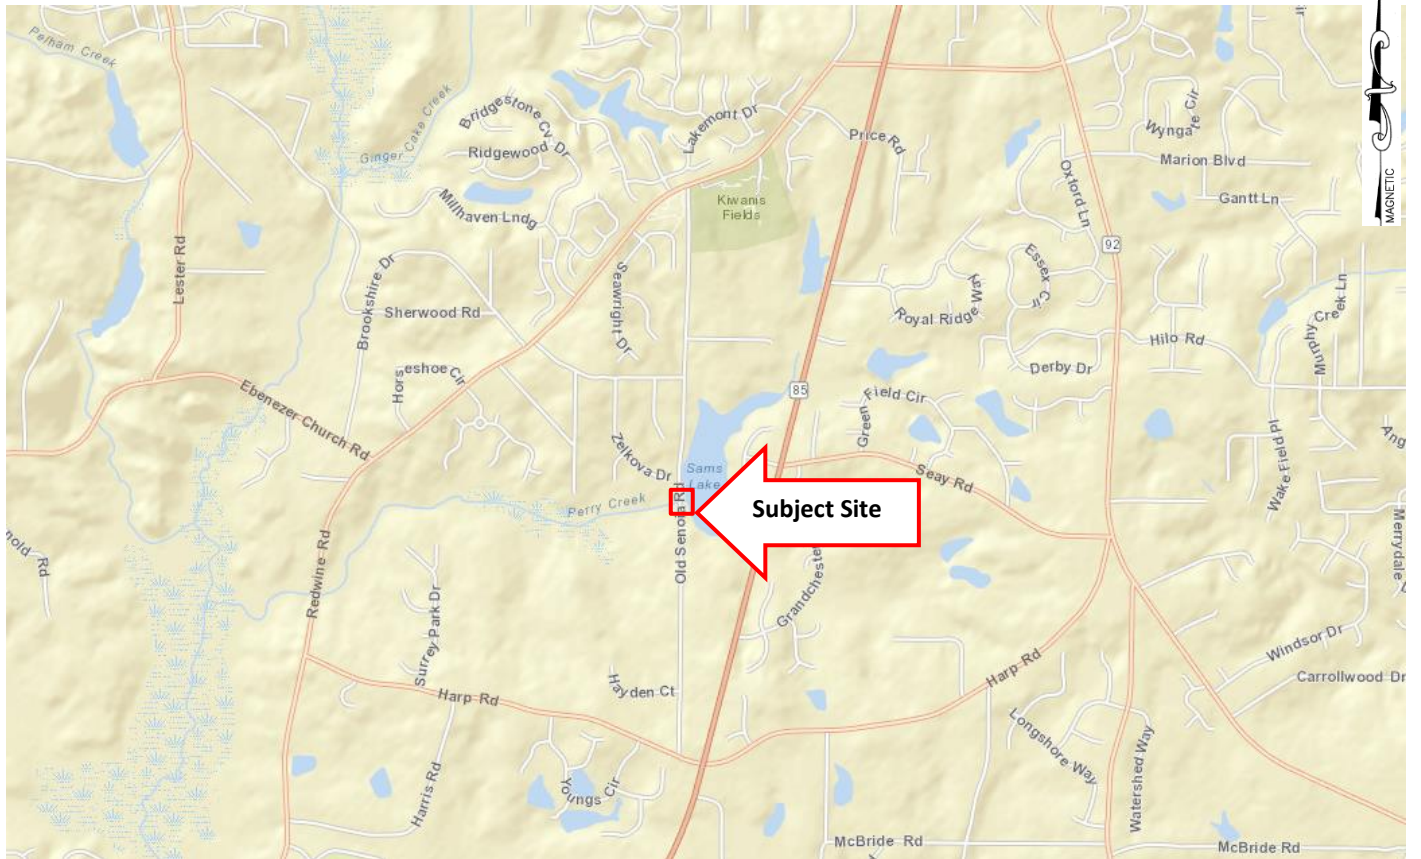 Pelham Creek
Ginger Cake Creek
Bridgestone Cv Dr
Ridgewood
Lakemont Dr
Price Rd
Wyngate Cir
Marion Blvd
Gantt Ln
Oxford Ln
MAGNETIC
Kiwanis
Fields
Millhaven Lndg
92
Lester Rd
Brookshire Dr
Sherwood Rd
Seawright Dr
Essex Cir
Royal Ridge Way
Hilo Rd
Murphy Creek Ln
Derby Dr
Horseshoe Cir
Ebenezer Church Rd
85
Green Field Cir
Zelkova Dr
Sams
Lake
Seay Rd
Wake Field Pl
Ang
Perry Creek
Subject Site
Old Senoia Rd
nold Rd
Redwine Rd
Merrydale D
Surrey Park Dr
Grandchester
Windsor Dr
Harp Rd
Hayden Ct
Harp Rd
Carrollwood Dr
Longshore Way
Watershed Way
Harris Rd
Youngs Cir
McBride Rd
McBride Rd